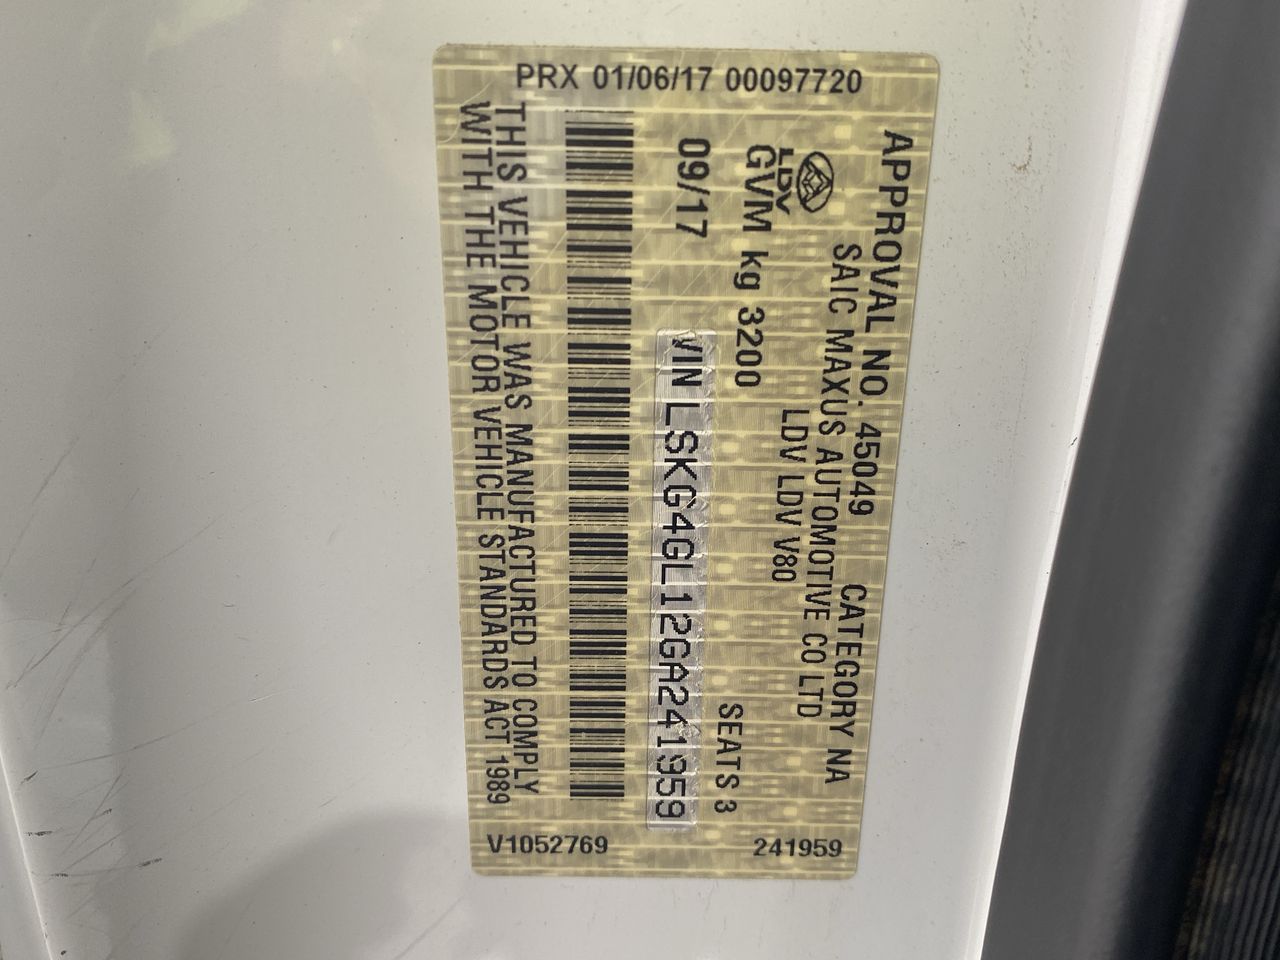 PRX 01/06/17 00097720
APPROVAL NO. 45049 CATEGORY NA
SAIC MAXUS AUTOMOTIVE CO LTD
LDV
LDV LDV V80
GVM kg 3200 SEATS 3
09/17
VIN LSKG4GL12GA241959
THIS VEHICLE WAS MANUFACTURED TO COMPLY
WITH THE MOTOR VEHICLE STANDARDS ACT 1989
V1052769 241959